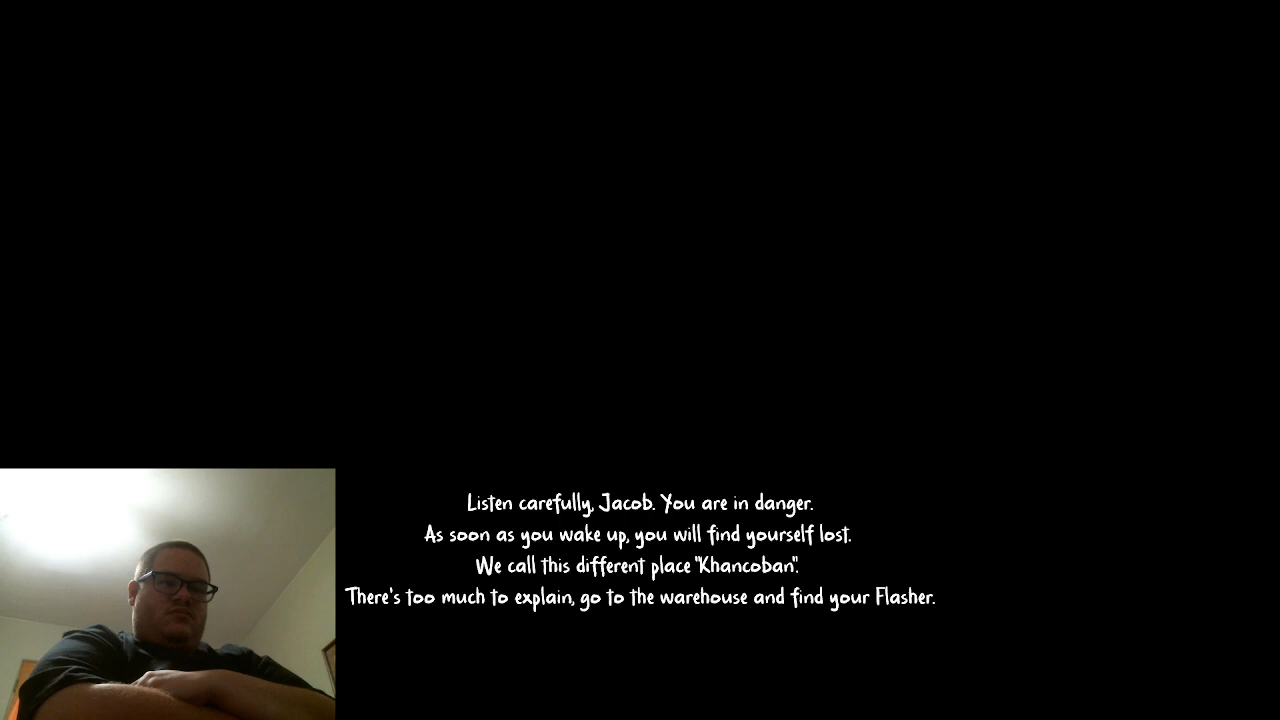 Listen carefully, Jacob. You are in danger.
As soon as you wake up, you will find yourself lost.
We call this different place "Khancoban".
There's too much to explain, go to the warehouse and find your Flasher.